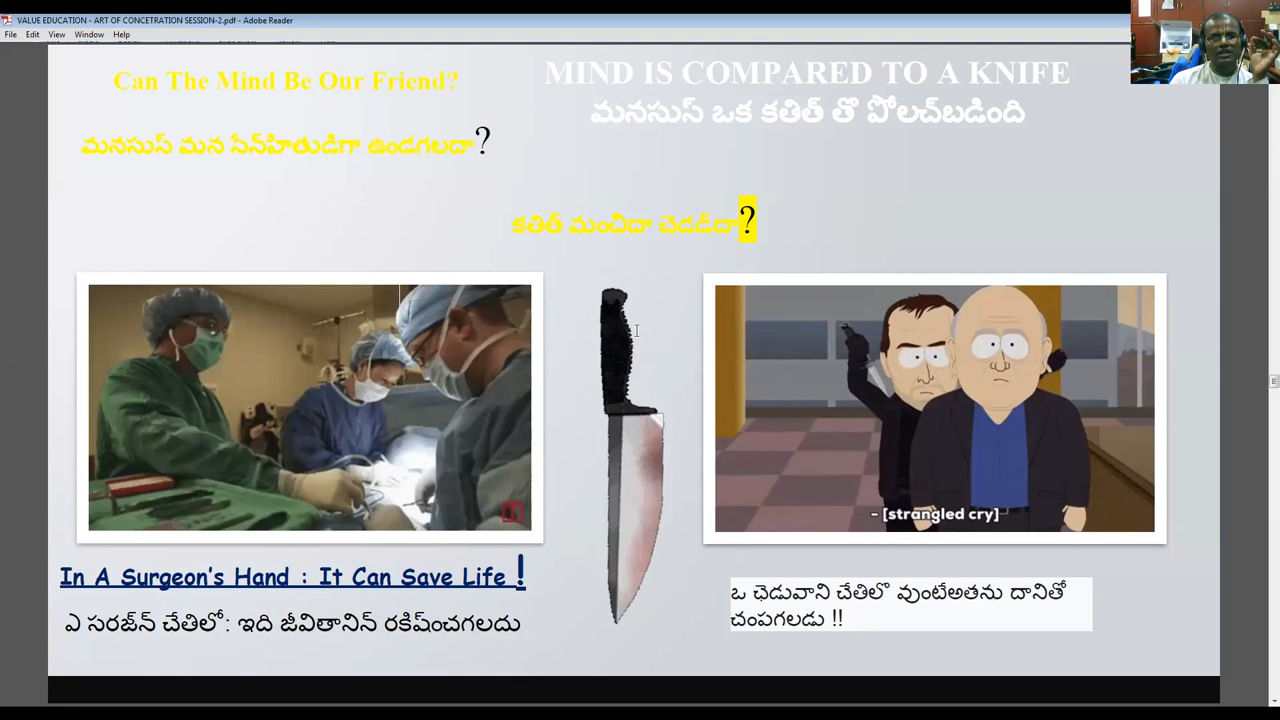 VALUE EDUCATION - ART OF CONCETRATION SESSION-2.pdf - Adobe Reader
File Edit View Window Help
Can The Mind Be Our Friend?
మనసుస్ మన సేన్‌హితుడిగా ఉండగలదా?
MIND IS COMPARED TO A KNIFE
మనసుస్ ఒక కతిత్ తొ పోలచ్‌బడింది
కతిత్ మంచిదా చెడడ్‌దా?
- [strangled cry]
In A Surgeon's Hand : It Can Save Life !
ఎ సరజ్‌న్ చేతిలో: ఇది జీవితానిన్ రకిష్ంచగలదు
ఒ ఛెడువాని చేతిలొ వుంటేఅతను దానితో
చంపగలడు !!